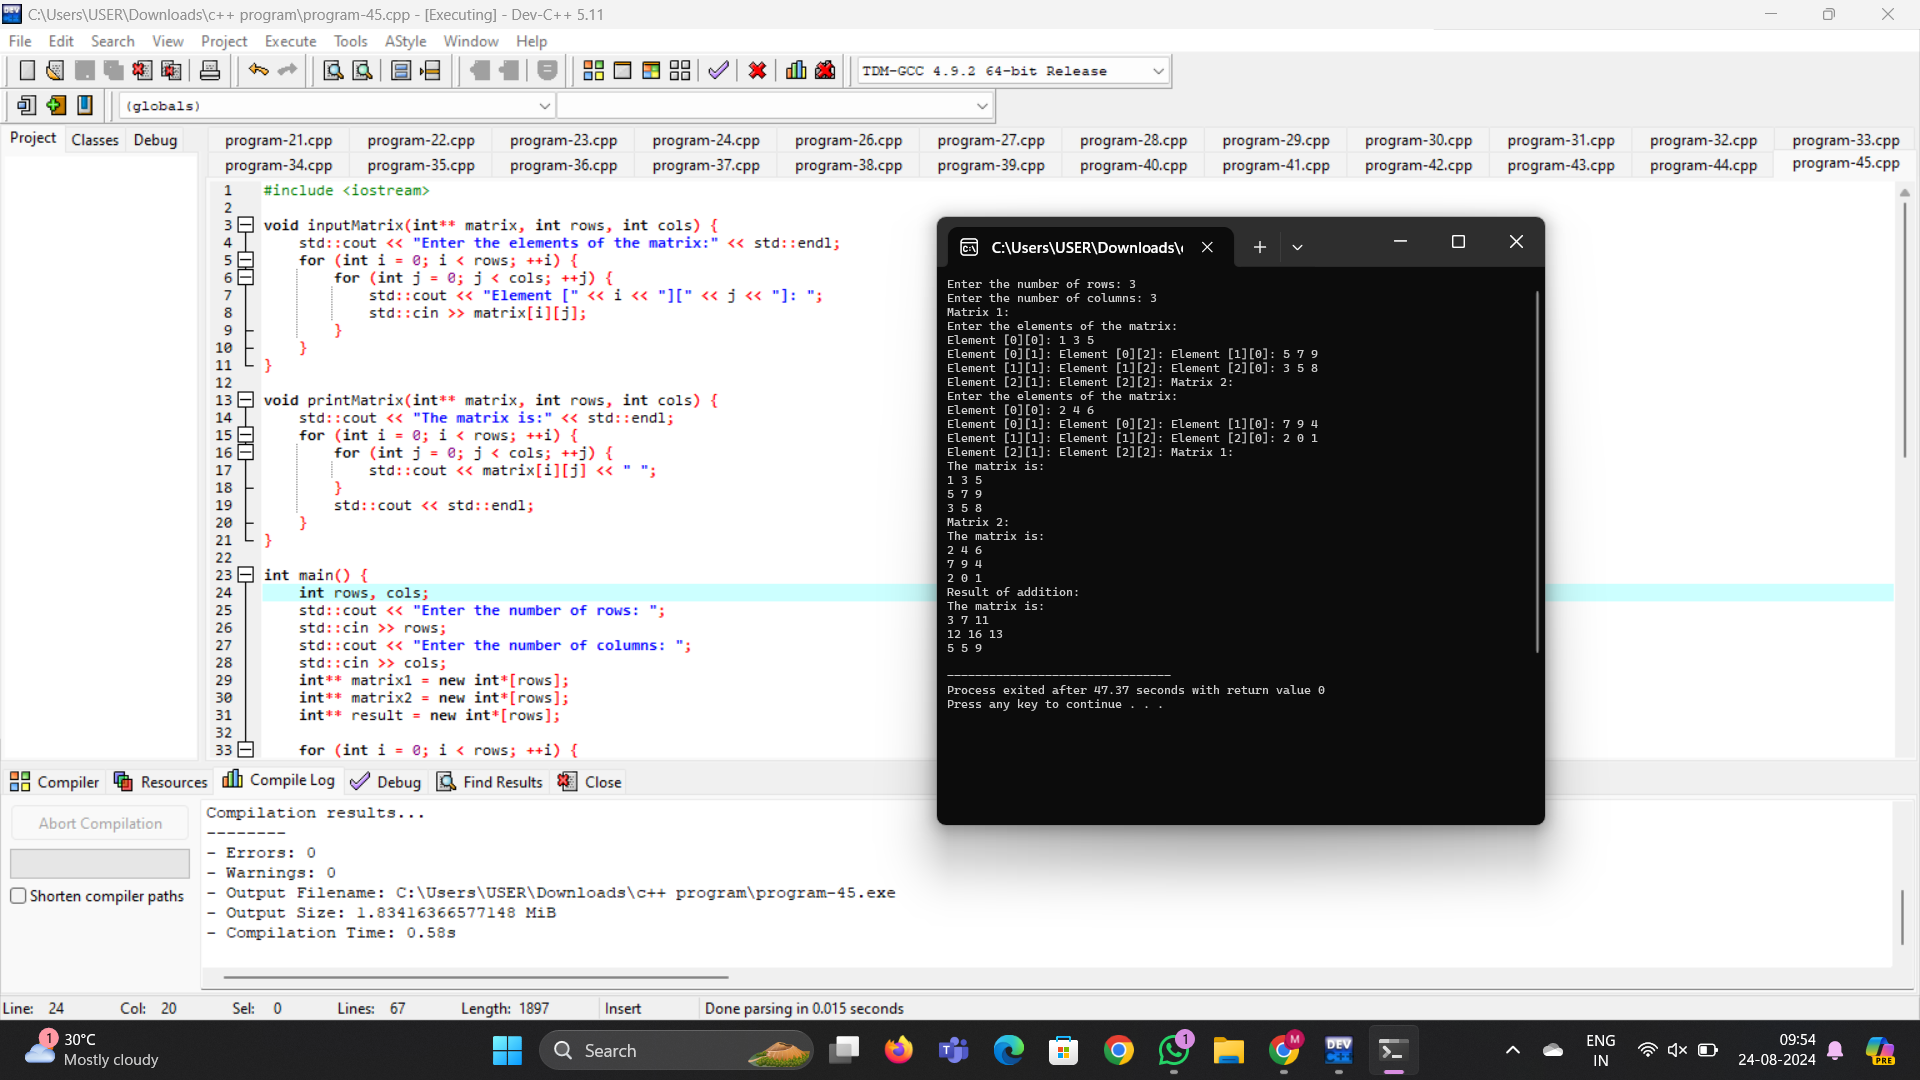 C:\Users\USER\Downloads\c++ program\program-45.cpp - [Executing] - Dev-C++ 5.11
File Edit Search View Project Execute Tools AStyle Window Help
TDM-GCC 4.9.2 64-bit Release
(globals)
Project Classes Debug
program-21.cpp program-22.cpp program-23.cpp program-24.cpp program-26.cpp program-27.cpp program-28.cpp program-29.cpp program-30.cpp program-31.cpp program-32.cpp program-33.cpp
program-34.cpp program-35.cpp program-36.cpp program-37.cpp program-38.cpp program-39.cpp program-40.cpp program-41.cpp program-42.cpp program-43.cpp program-44.cpp program-45.cpp
1 #include <iostream>
2
3 void inputMatrix(int** matrix, int rows, int cols) {
4 std::cout << "Enter the elements of the matrix:" << std::endl;
5 for (int i = 0; i < rows; ++i) {
6 for (int j = 0; j < cols; ++j) {
7 std::cout << "Element [" << i << "][" << j << "]: ";
8 std::cin >> matrix[i][j];
9 }
10 }
11 }
12
13 void printMatrix(int** matrix, int rows, int cols) {
14 std::cout << "The matrix is:" << std::endl;
15 for (int i = 0; i < rows; ++i) {
16 for (int j = 0; j < cols; ++j) {
17 std::cout << matrix[i][j] << " ";
18 }
19 std::cout << std::endl;
20 }
21 }
22
23 int main() {
24 int rows, cols;
25 std::cout << "Enter the number of rows: ";
26 std::cin >> rows;
27 std::cout << "Enter the number of columns: ";
28 std::cin >> cols;
29 int** matrix1 = new int*[rows];
30 int** matrix2 = new int*[rows];
31 int** result = new int*[rows];
32
33 for (int i = 0; i < rows; ++i) {
C:\Users\USER\Downloads\
Enter the number of rows: 3
Enter the number of columns: 3
Matrix 1:
Enter the elements of the matrix:
Element [0][0]: 1 3 5
Element [0][1]: Element [0][2]: Element [1][0]: 5 7 9
Element [1][1]: Element [1][2]: Element [2][0]: 3 5 8
Element [2][1]: Element [2][2]: Matrix 2:
Enter the elements of the matrix:
Element [0][0]: 2 4 6
Element [0][1]: Element [0][2]: Element [1][0]: 7 9 4
Element [1][1]: Element [1][2]: Element [2][0]: 2 0 1
Element [2][1]: Element [2][2]: Matrix 1:
The matrix is:
1 3 5
5 7 9
3 5 8
Matrix 2:
The matrix is:
2 4 6
7 9 4
2 0 1
Result of addition:
The matrix is:
3 7 11
12 16 13
5 5 9
--------------------------------
Process exited after 47.37 seconds with return value 0
Press any key to continue . . .
Compiler Resources Compile Log Debug Find Results Close
Abort Compilation
Shorten compiler paths
Compilation results...
--------
- Errors: 0
- Warnings: 0
- Output Filename: C:\Users\USER\Downloads\c++ program\program-45.exe
- Output Size: 1.83416366577148 MiB
- Compilation Time: 0.58s
Line: 24 Col: 20 Sel: 0 Lines: 67 Length: 1897 Insert Done parsing in 0.015 seconds
1
30°C
Mostly cloudy
Search
1
M
DEV
ENG
IN
09:54
24-08-2024
PRE